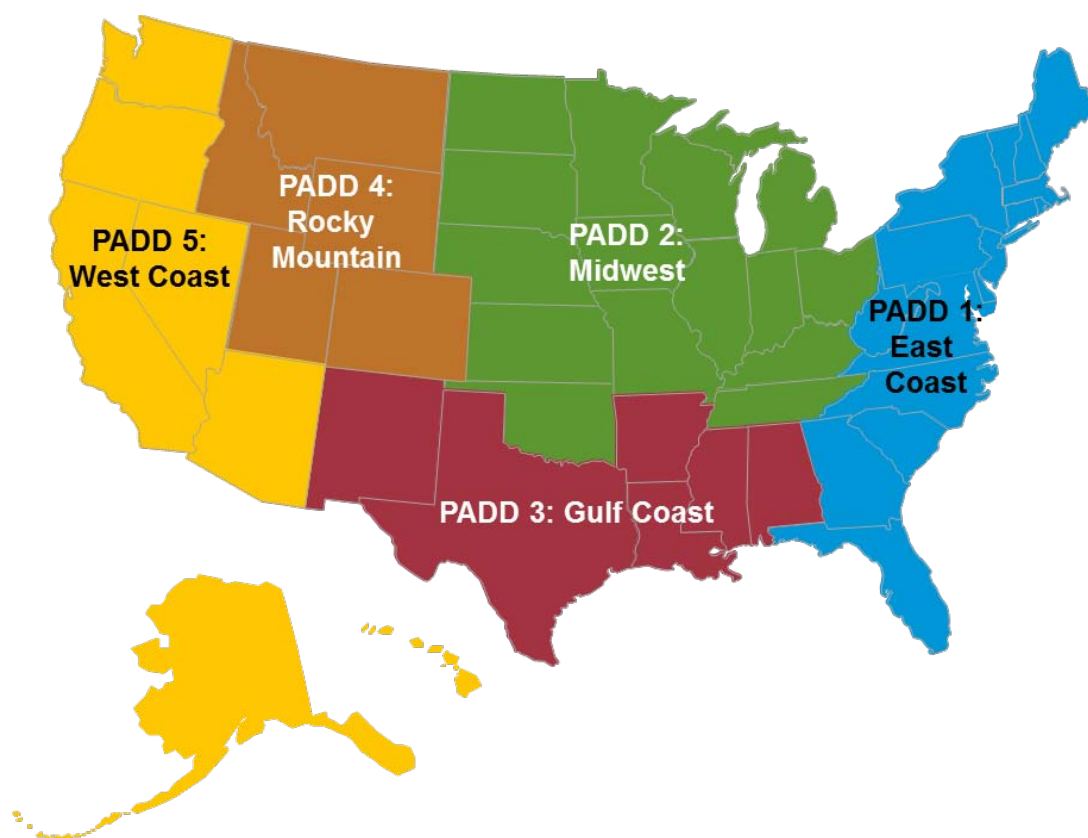 PADD 4:
Rocky
Mountain
PADD 5:
West Coast
PADD 2:
Midwest
PADD 1:
East
Coast
PADD 3: Gulf Coast